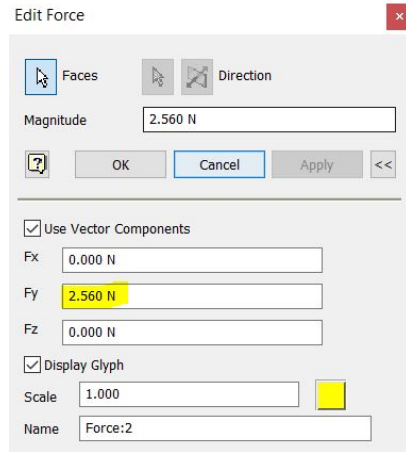 Edit Force
Faces Direction
Magnitude 2.560 N
OK Cancel Apply <<
Use Vector Components
Fx 0.000 N
Fy 2.560 N
Fz 0.000 N
Display Glyph
Scale 1.000
Name Force:2